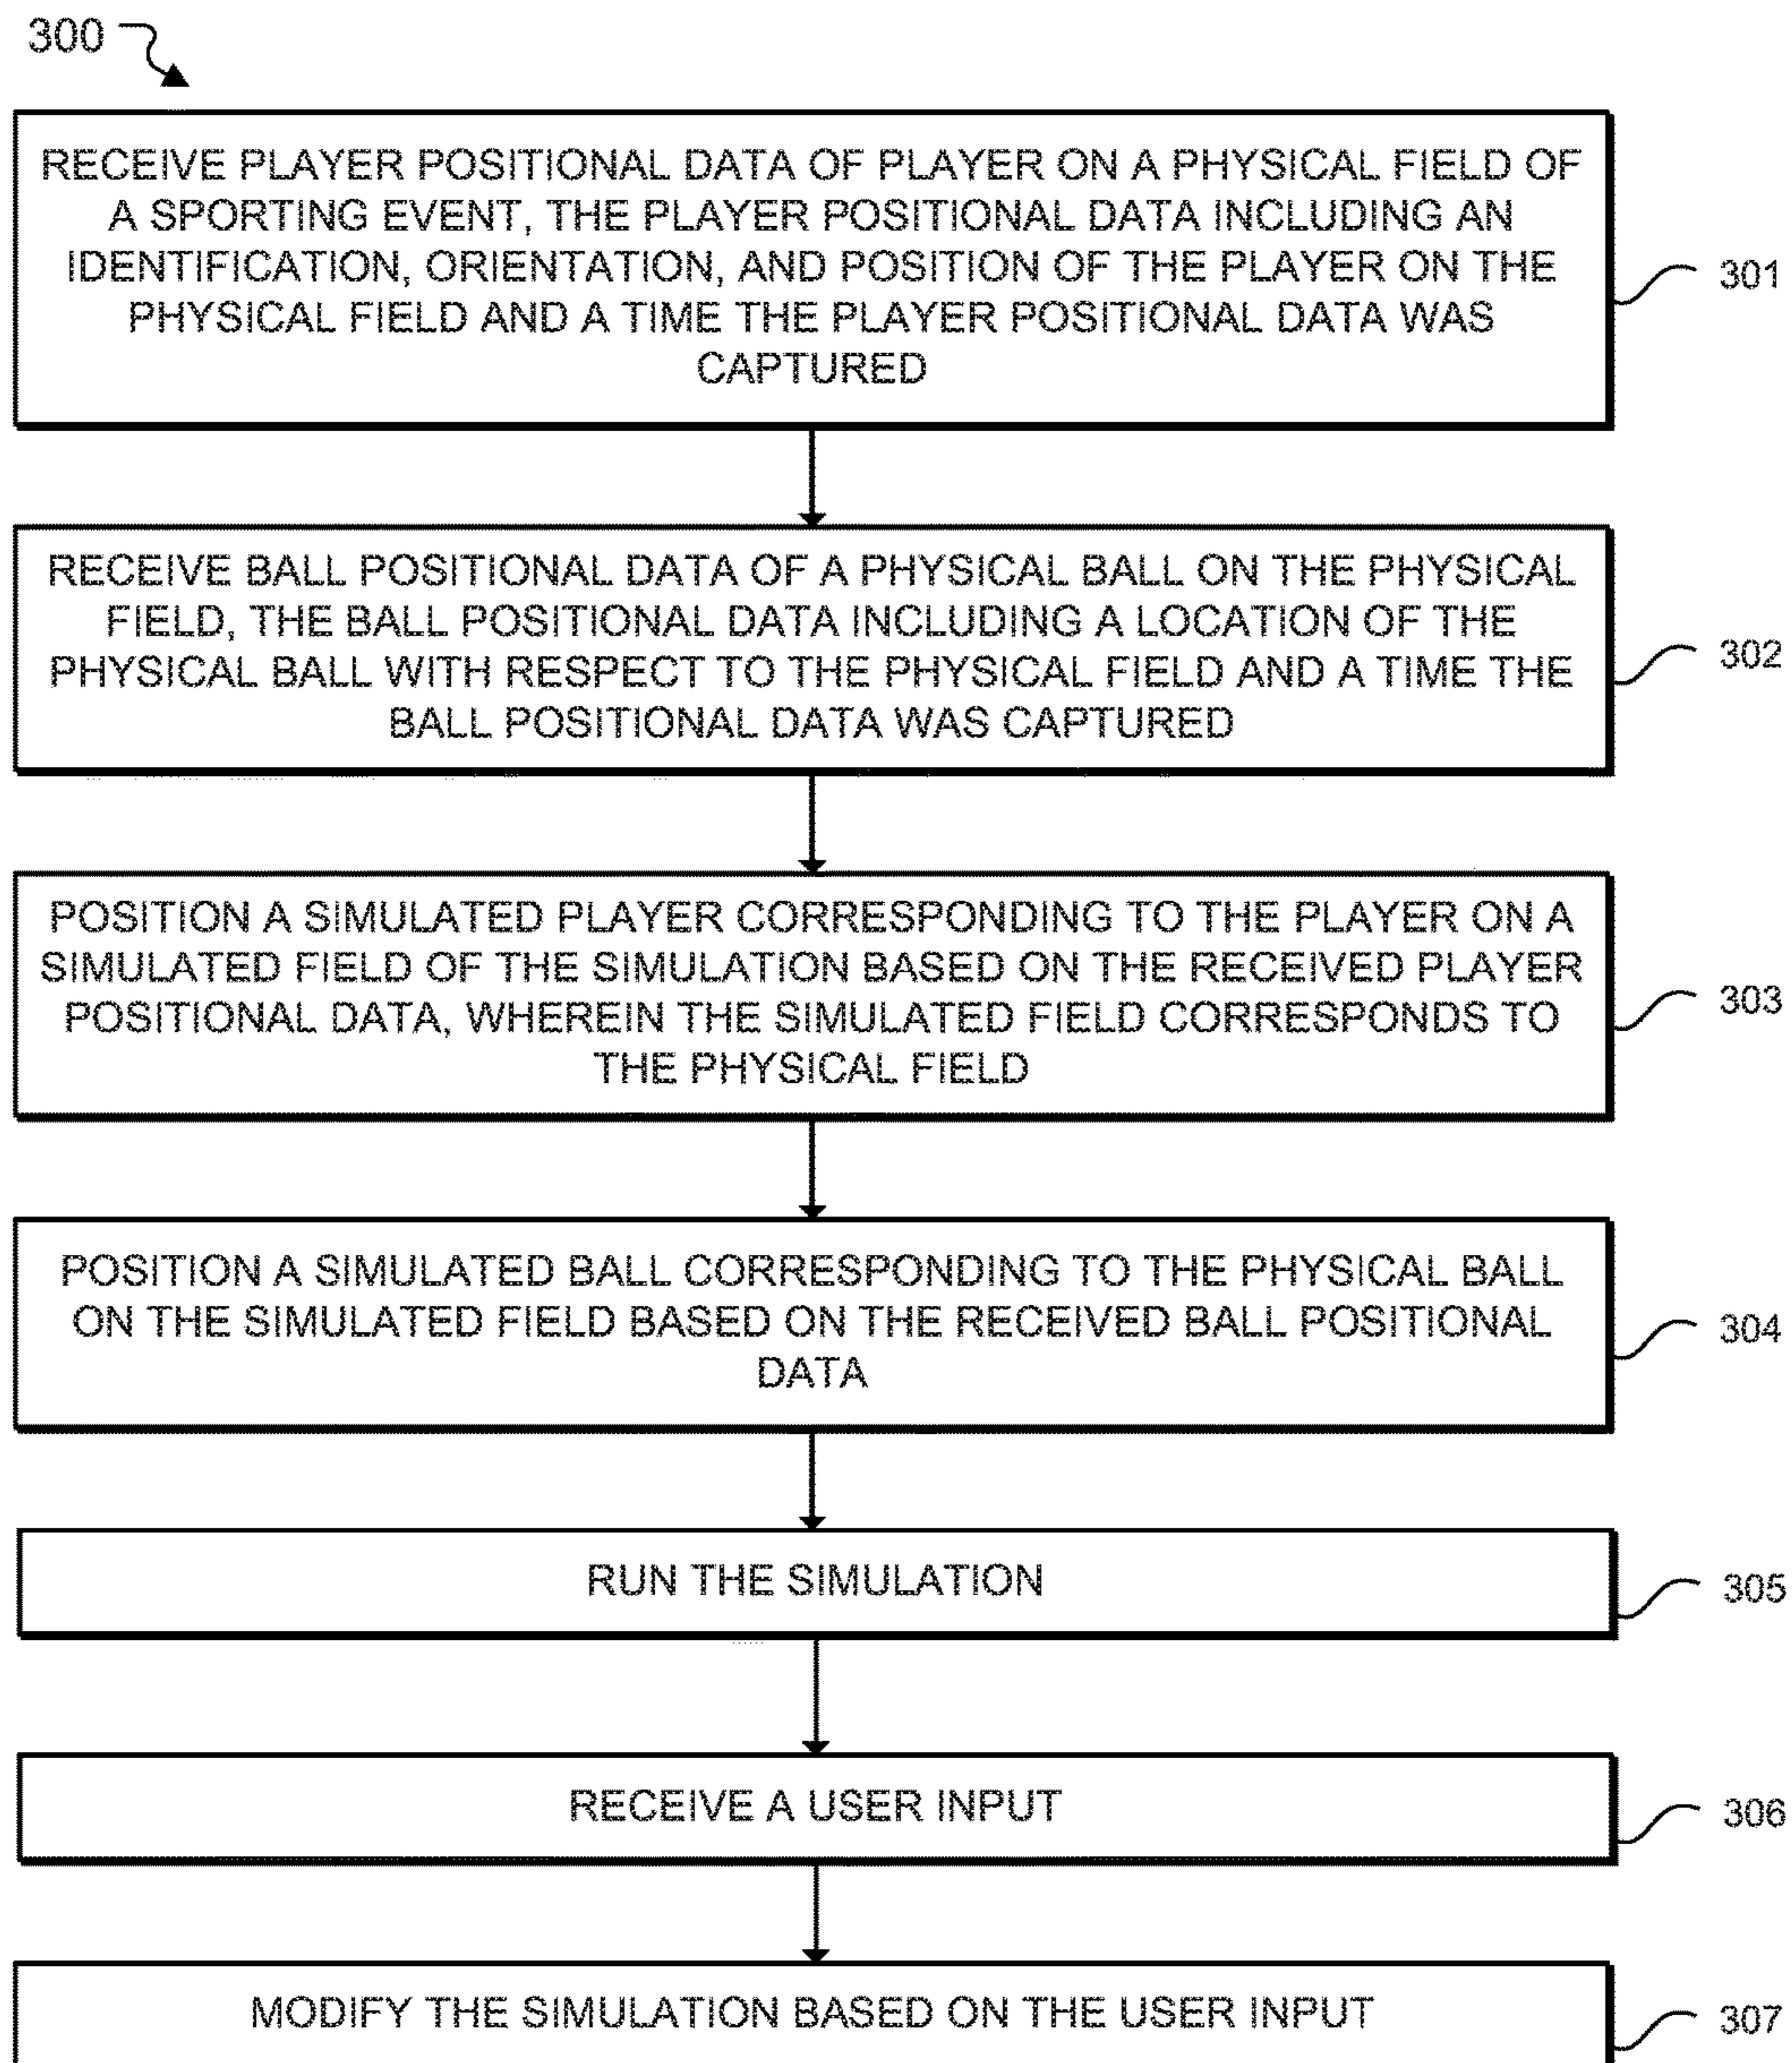 300
RECEIVE PLAYER POSITIONAL DATA OF PLAYER ON A PHYSICAL FIELD OF
A SPORTING EVENT, THE PLAYER POSITIONAL DATA INCLUDING AN
IDENTIFICATION, ORIENTATION, AND POSITION OF THE PLAYER ON THE
PHYSICAL FIELD AND A TIME THE PLAYER POSITIONAL DATA WAS
CAPTURED
301
RECEIVE BALL POSITIONAL DATA OF A PHYSICAL BALL ON THE PHYSICAL
FIELD, THE BALL POSITIONAL DATA INCLUDING A LOCATION OF THE
PHYSICAL BALL WITH RESPECT TO THE PHYSICAL FIELD AND A TIME THE
BALL POSITIONAL DATA WAS CAPTURED
302
POSITION A SIMULATED PLAYER CORRESPONDING TO THE PLAYER ON A
SIMULATED FIELD OF THE SIMULATION BASED ON THE RECEIVED PLAYER
POSITIONAL DATA, WHEREIN THE SIMULATED FIELD CORRESPONDS TO
THE PHYSICAL FIELD
303
POSITION A SIMULATED BALL CORRESPONDING TO THE PHYSICAL BALL
ON THE SIMULATED FIELD BASED ON THE RECEIVED BALL POSITIONAL
DATA
304
RUN THE SIMULATION
305
RECEIVE A USER INPUT
306
MODIFY THE SIMULATION BASED ON THE USER INPUT
307